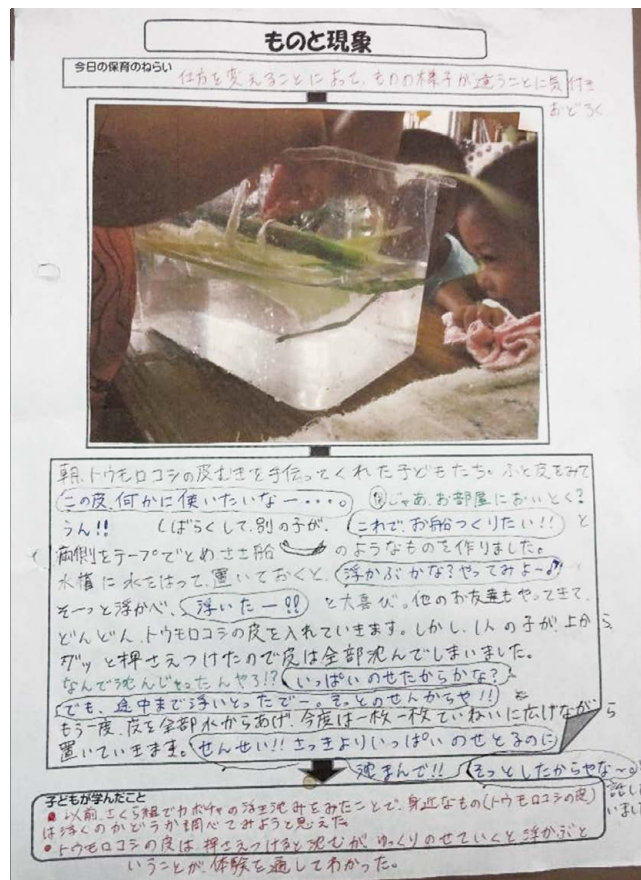 ものと現象
今日の保育のねらい
仕方を変えることによって、ものの様子が違うことに気付き
おどろく
朝、トウモロコシの皮むきを手伝ってくれた子どもたち。ふと皮をみて
この皮、何かに使いたいなー・・・。 じゃあ、お部屋においとく?
うん!! しばらくして、別の子が、これで、お船つくりたい!! と
両側をテープでとめささ船 のようなものを作りました。
水槽に水をはって、置いておくと、浮かぶかな?やってみよ〜♪
そーっと浮かべ、浮いたー!! と大喜び。他のお友達もやってきて、
どんどん、トウモロコシの皮を入れていきます。しかし、1人の子が、上から
グッと押さえつけたので皮は全部沈んでしまいました。
なんで沈んじゃったんやろ!? いっぱいのせたからかな?
でも、途中まで浮いとったでー。そっとのせんからや!! と
もう一度、皮を全部水からあげ、今度は一枚一枚ていねいに広げながら
置いていきます。せんせい!! さっきよりいっぱいのせとるのに
沈まんで!! そっとしたからやな〜。
子どもが学んだこと
●以前、さくら組でカボチャの浮き沈みをみたことで、身近なもの(トウモロコシの皮)
は浮くのかどうか調べてみようと思えた。
●トウモロコシの皮は、押さえつけると沈むが、ゆっくりのせていくと浮かぶと
いうことが、体験を通してわかった。